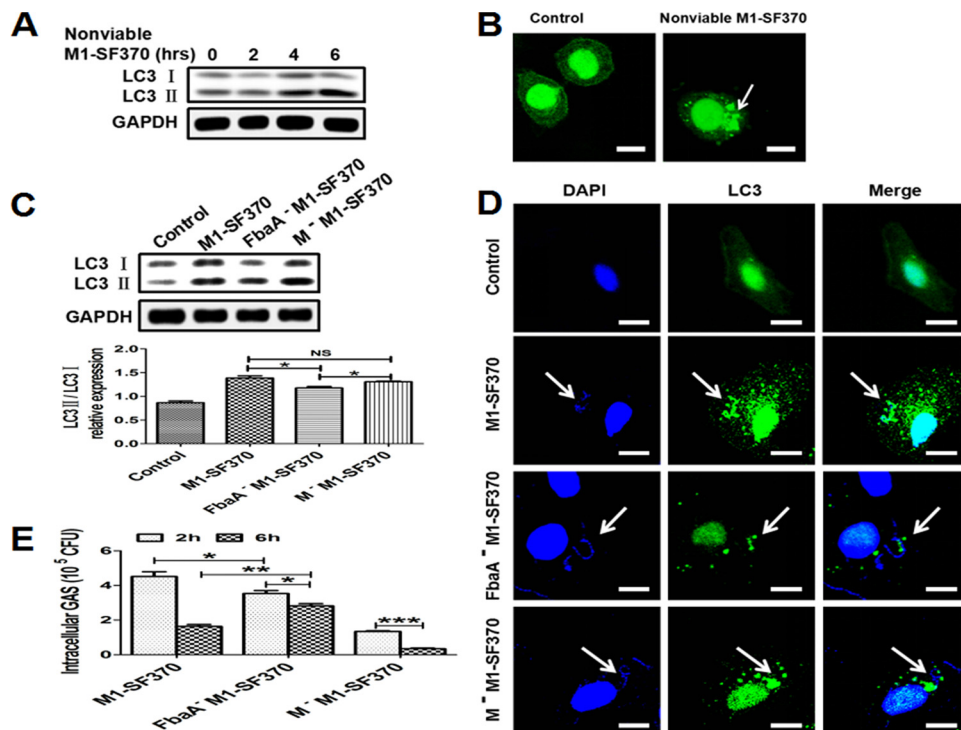 A
Nonviable
M1-SF370 (hrs) 0 2 4 6
LC3 I
LC3 II
GAPDH
B
Control
Nonviable M1-SF370
C
Control
M1-SF370
FbaA⁻ M1-SF370
M⁻ M1-SF370
LC3 I
LC3 II
GAPDH
LC3 II / LC3 I
relative expression
2.0
1.5
1.0
0.5
0.0
NS
*
*
Control
M1-SF370
FbaA⁻ M1-SF370
M⁻ M1-SF370
D
DAPI
LC3
Merge
Control
M1-SF370
FbaA⁻ M1-SF370
M⁻ M1-SF370
E
Intracellular GAS (10⁵ CFU)
6
4
2
0
2h
6h
*
**
*
***
M1-SF370
FbaA⁻ M1-SF370
M⁻ M1-SF370